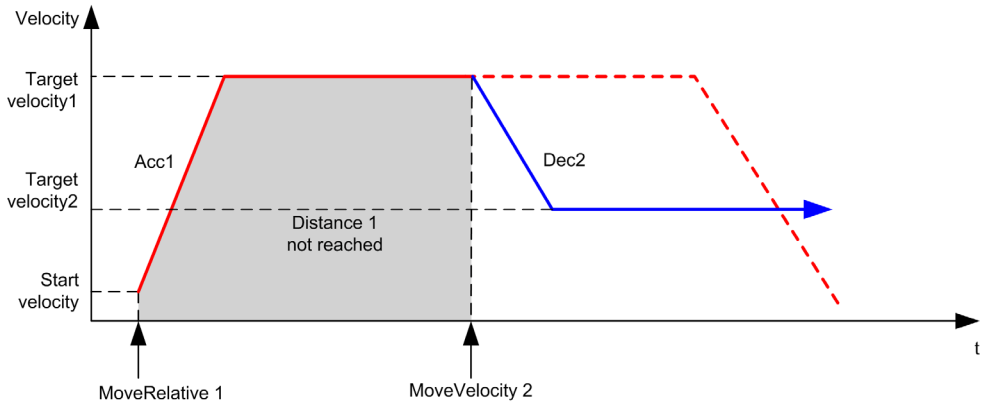 Velocity
Target
velocity1
Acc1
Dec2
Target
velocity2
Distance 1
not reached
Start
velocity
t
MoveRelative 1
MoveVelocity 2